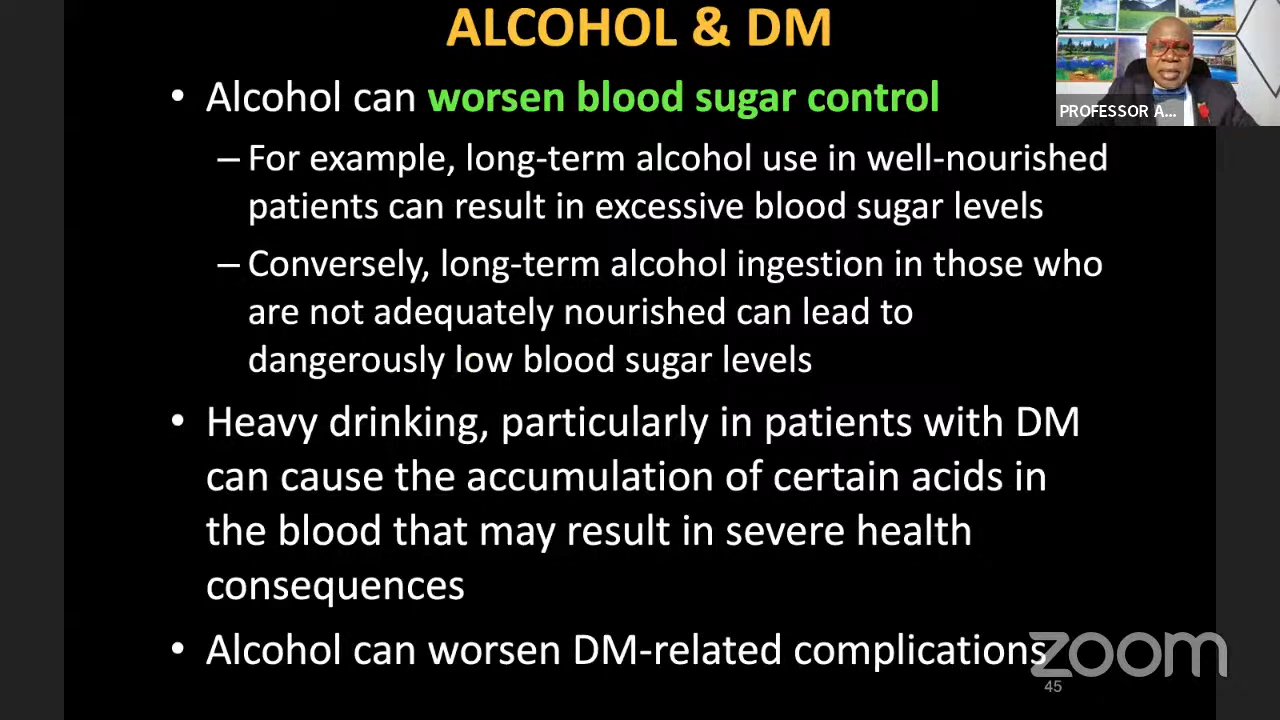 ALCOHOL & DM
• Alcohol can worsen blood sugar control
– For example, long-term alcohol use in well-nourished
patients can result in excessive blood sugar levels
– Conversely, long-term alcohol ingestion in those who
are not adequately nourished can lead to
dangerously low blood sugar levels
• Heavy drinking, particularly in patients with DM
can cause the accumulation of certain acids in
the blood that may result in severe health
consequences
• Alcohol can worsen DM-related complications
45
PROFESSOR A...
zoom